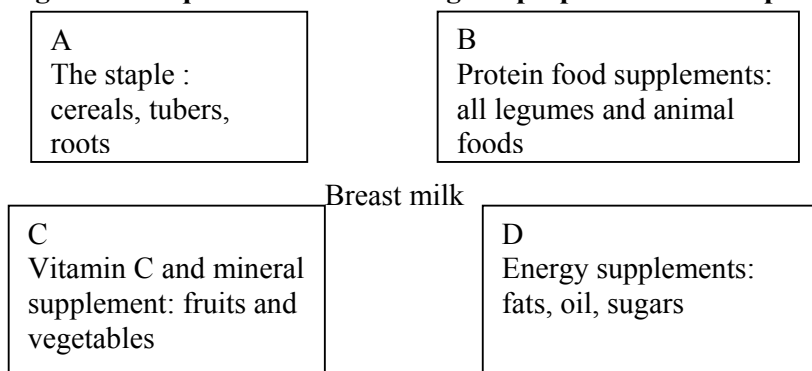 A
The staple :
cereals, tubers,
roots
B
Protein food supplements:
all legumes and animal
foods
Breast milk
C
Vitamin C and mineral
supplement: fruits and
vegetables
D
Energy supplements:
fats, oil, sugars